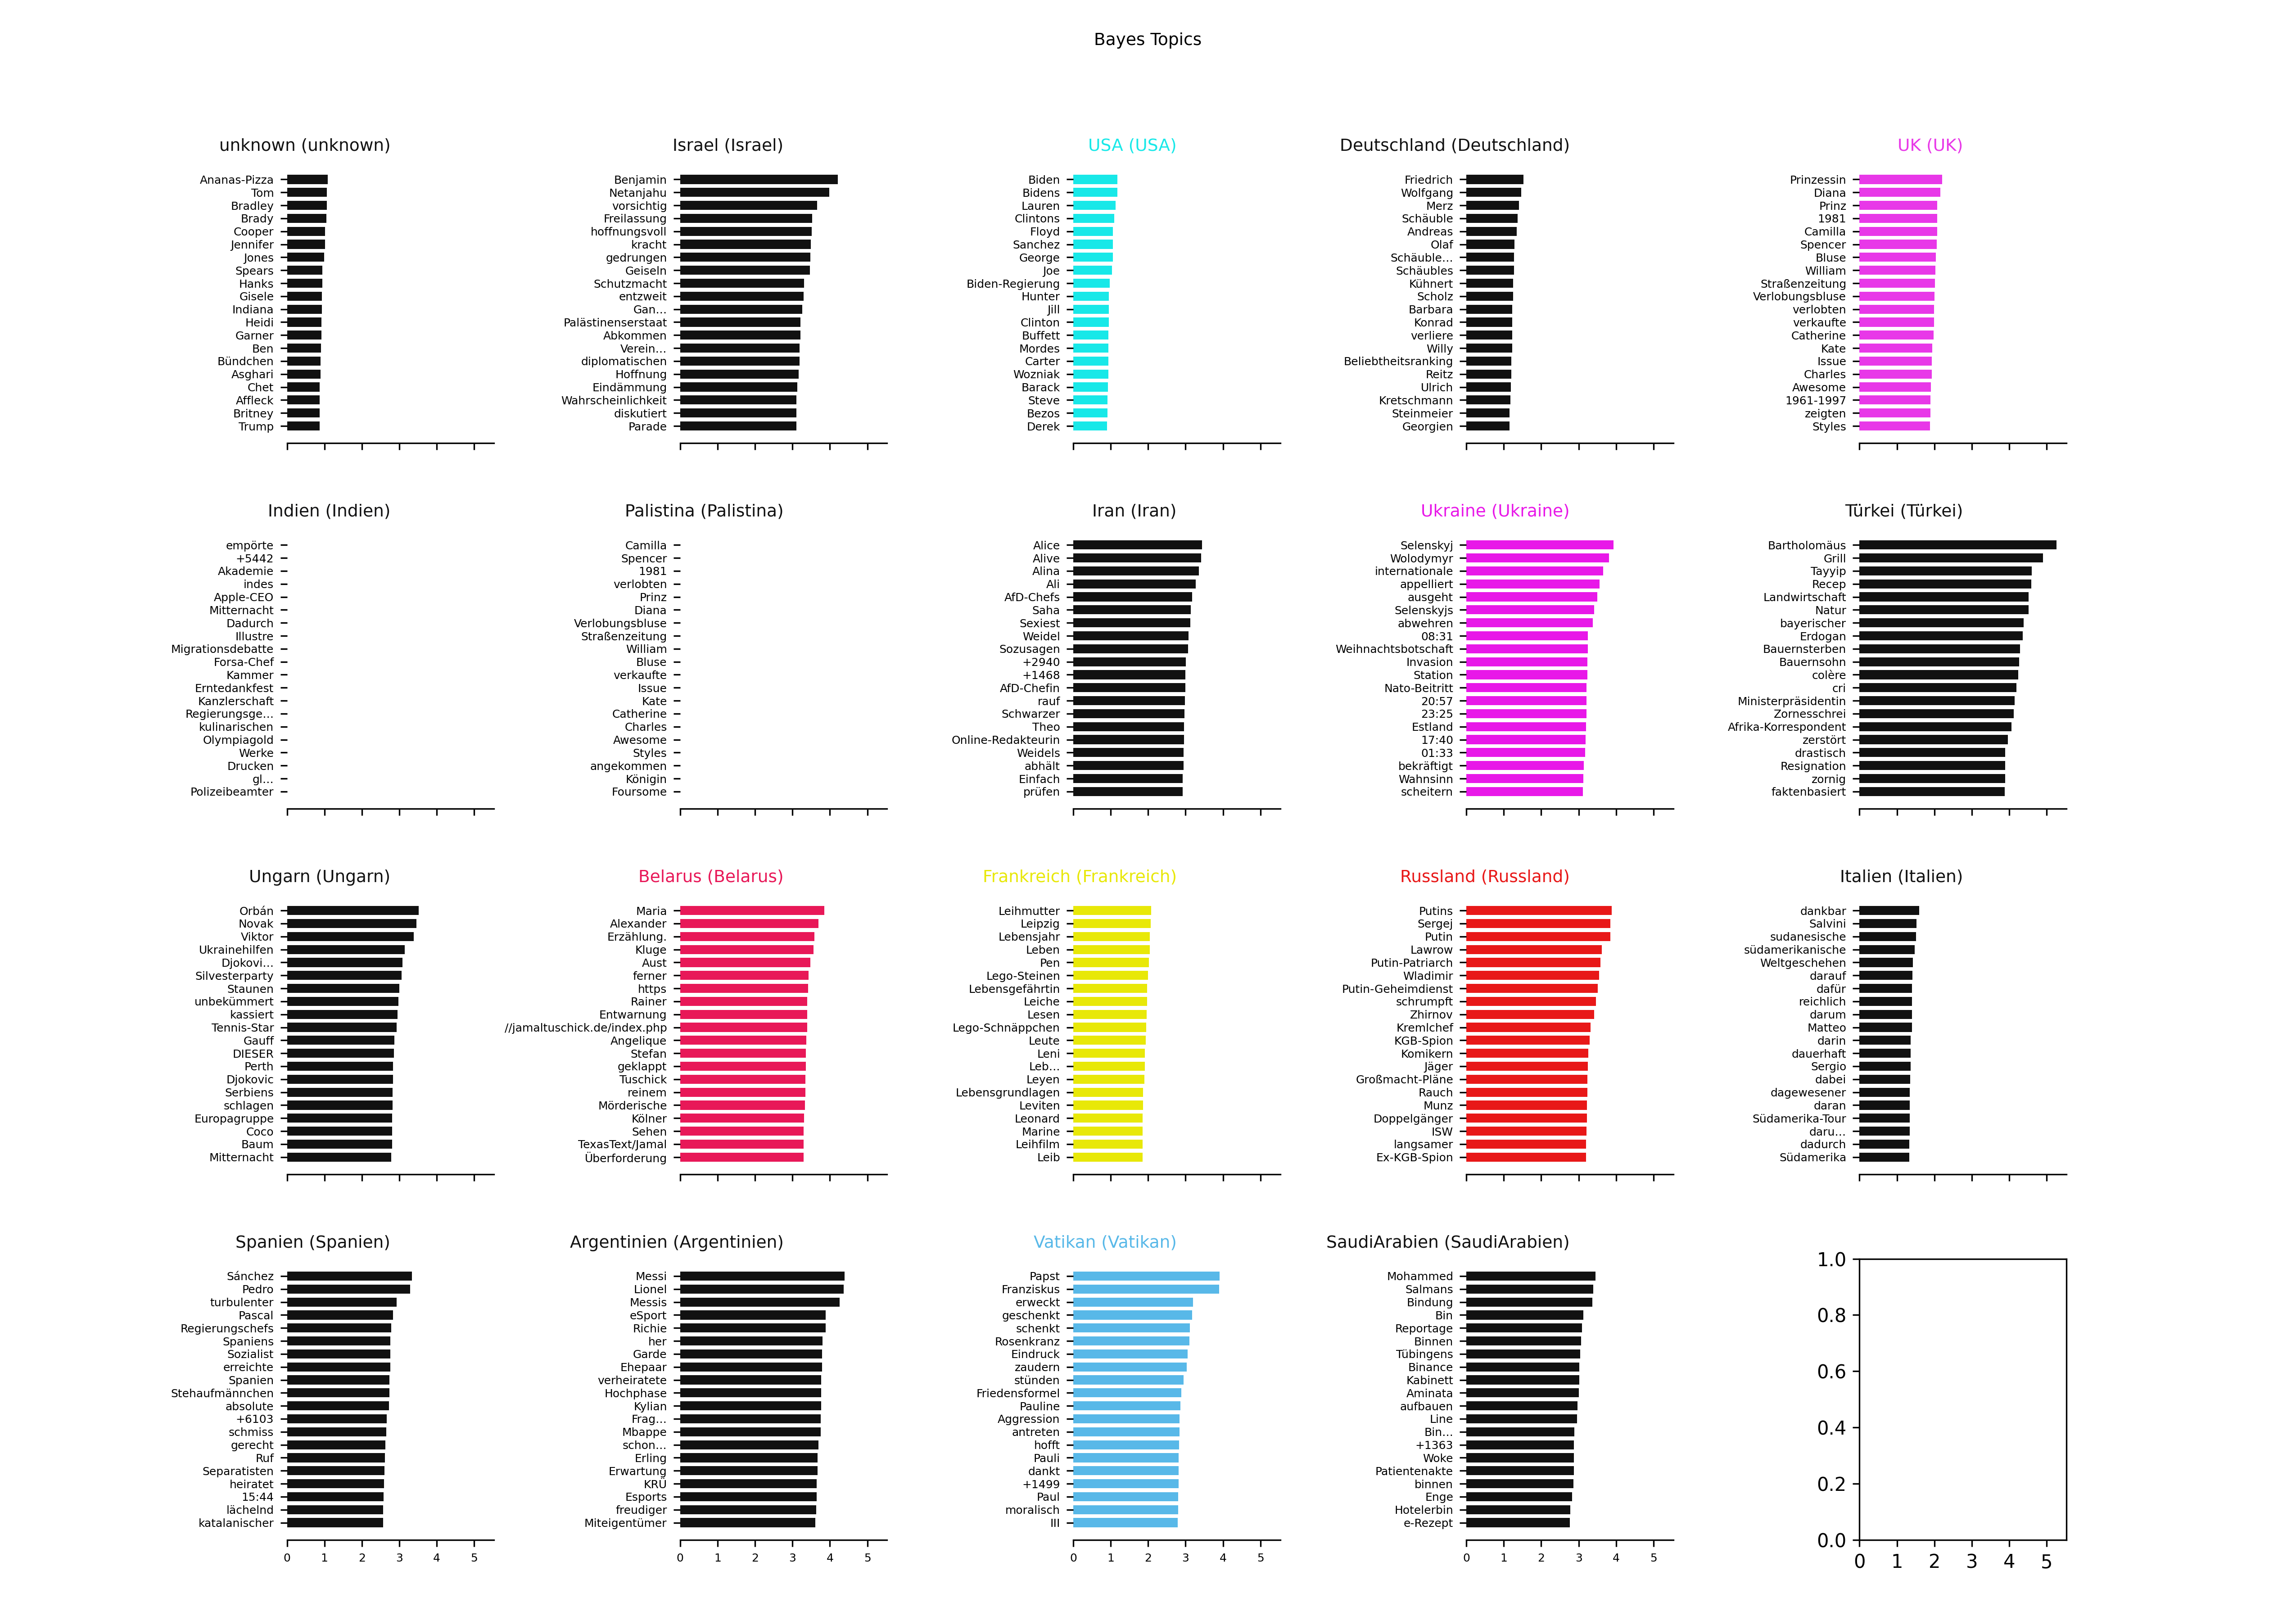 Bayes Topics
unknown (unknown)
Ananas-Pizza
Tom
Bradley
Brady
Cooper
Jennifer
Jones
Spears
Hanks
Gisele
Indiana
Heidi
Garner
Ben
Bündchen
Asghari
Chet
Affleck
Britney
Trump
Israel (Israel)
Benjamin
Netanjahu
vorsichtig
Freilassung
hoffnungsvoll
kracht
gedrungen
Geiseln
Schutzmacht
entzweit
Gan…
Palästinenserstaat
Abkommen
Verein…
diplomatischen
Hoffnung
Eindämmung
Wahrscheinlichkeit
diskutiert
Parade
USA (USA)
Biden
Bidens
Lauren
Clintons
Floyd
Sanchez
George
Joe
Biden-Regierung
Hunter
Jill
Clinton
Buffett
Mordes
Carter
Wozniak
Barack
Steve
Bezos
Derek
Deutschland (Deutschland)
Friedrich
Wolfgang
Merz
Schäuble
Andreas
Olaf
Schäuble…
Schäubles
Kühnert
Scholz
Barbara
Konrad
verliere
Willy
Beliebtheitsranking
Reitz
Ulrich
Kretschmann
Steinmeier
Georgien
UK (UK)
Prinzessin
Diana
Prinz
1981
Camilla
Spencer
Bluse
William
Straßenzeitung
Verlobungsbluse
verlobten
verkaufte
Catherine
Kate
Issue
Charles
Awesome
1961-1997
zeigten
Styles
Indien (Indien)
empörte
+5442
Akademie
indes
Apple-CEO
Mitternacht
Dadurch
Illustre
Migrationsdebatte
Forsa-Chef
Kammer
Erntedankfest
Kanzlerschaft
Regierungsge…
kulinarischen
Olympiagold
Werke
Drucken
gl…
Polizeibeamter
Palistina (Palistina)
Camilla
Spencer
1981
verlobten
Prinz
Diana
Verlobungsbluse
Straßenzeitung
William
Bluse
verkaufte
Issue
Kate
Catherine
Charles
Awesome
Styles
angekommen
Königin
Foursome
Iran (Iran)
Alice
Alive
Alina
Ali
AfD-Chefs
Saha
Sexiest
Weidel
Sozusagen
+2940
+1468
AfD-Chefin
rauf
Schwarzer
Theo
Online-Redakteurin
Weidels
abhält
Einfach
prüfen
Ukraine (Ukraine)
Selenskyj
Wolodymyr
internationale
appelliert
ausgeht
Selenskyjs
abwehren
08:31
Weihnachtsbotschaft
Invasion
Station
Nato-Beitritt
20:57
23:25
Estland
17:40
01:33
bekräftigt
Wahnsinn
scheitern
Türkei (Türkei)
Bartholomäus
Grill
Tayyip
Recep
Landwirtschaft
Natur
bayerischer
Erdogan
Bauernsterben
Bauernsohn
colère
cri
Ministerpräsidentin
Zornesschrei
Afrika-Korrespondent
zerstört
drastisch
Resignation
zornig
faktenbasiert
Ungarn (Ungarn)
Orbán
Novak
Viktor
Ukrainehilfen
Djokovi…
Silvesterparty
Staunen
unbekümmert
kassiert
Tennis-Star
Gauff
DIESER
Perth
Djokovic
Serbiens
schlagen
Europagruppe
Coco
Baum
Mitternacht
Belarus (Belarus)
Maria
Alexander
Erzählung.
Kluge
Aust
ferner
https
Rainer
Entwarnung
//jamaltuschick.de/index.php
Angelique
Stefan
geklappt
Tuschick
reinem
Mörderische
Kölner
Sehen
TexasText/Jamal
Überforderung
Frankreich (Frankreich)
Leihmutter
Leipzig
Lebensjahr
Leben
Pen
Lego-Steinen
Lebensgefährtin
Leiche
Lesen
Lego-Schnäppchen
Leute
Leni
Leb…
Leyen
Lebensgrundlagen
Leviten
Leonard
Marine
Leihfilm
Leib
Russland (Russland)
Putins
Sergej
Putin
Lawrow
Putin-Patriarch
Wladimir
Putin-Geheimdienst
schrumpft
Zhirnov
Kremlchef
KGB-Spion
Komikern
Jäger
Großmacht-Pläne
Rauch
Munz
Doppelgänger
ISW
langsamer
Ex-KGB-Spion
Italien (Italien)
dankbar
Salvini
sudanesische
südamerikanische
Weltgeschehen
darauf
dafür
reichlich
darum
Matteo
darin
dauerhaft
Sergio
dabei
dagewesener
daran
Südamerika-Tour
daru…
dadurch
Südamerika
Spanien (Spanien)
Sánchez
Pedro
turbulenter
Pascal
Regierungschefs
Spaniens
Sozialist
erreichte
Spanien
Stehaufmännchen
absolute
+6103
schmiss
gerecht
Ruf
Separatisten
heiratet
15:44
lächelnd
katalanischer
0 1 2 3 4 5
Argentinien (Argentinien)
Messi
Lionel
Messis
eSport
Richie
her
Garde
Ehepaar
verheiratete
Hochphase
Kylian
Frag…
Mbappe
schon…
Erling
Erwartung
KRÜ
Esports
freudiger
Miteigentümer
0 1 2 3 4 5
Vatikan (Vatikan)
Papst
Franziskus
erweckt
geschenkt
schenkt
Rosenkranz
Eindruck
zaudern
stünden
Friedensformel
Pauline
Aggression
antreten
hofft
Pauli
dankt
+1499
Paul
moralisch
III
0 1 2 3 4 5
SaudiArabien (SaudiArabien)
Mohammed
Salmans
Bindung
Bin
Reportage
Binnen
Tübingens
Binance
Kabinett
Aminata
aufbauen
Line
Bin…
+1363
Woke
Patientenakte
binnen
Enge
Hotelerbin
e-Rezept
0 1 2 3 4 5
1.0
0.8
0.6
0.4
0.2
0.0
0 1 2 3 4 5